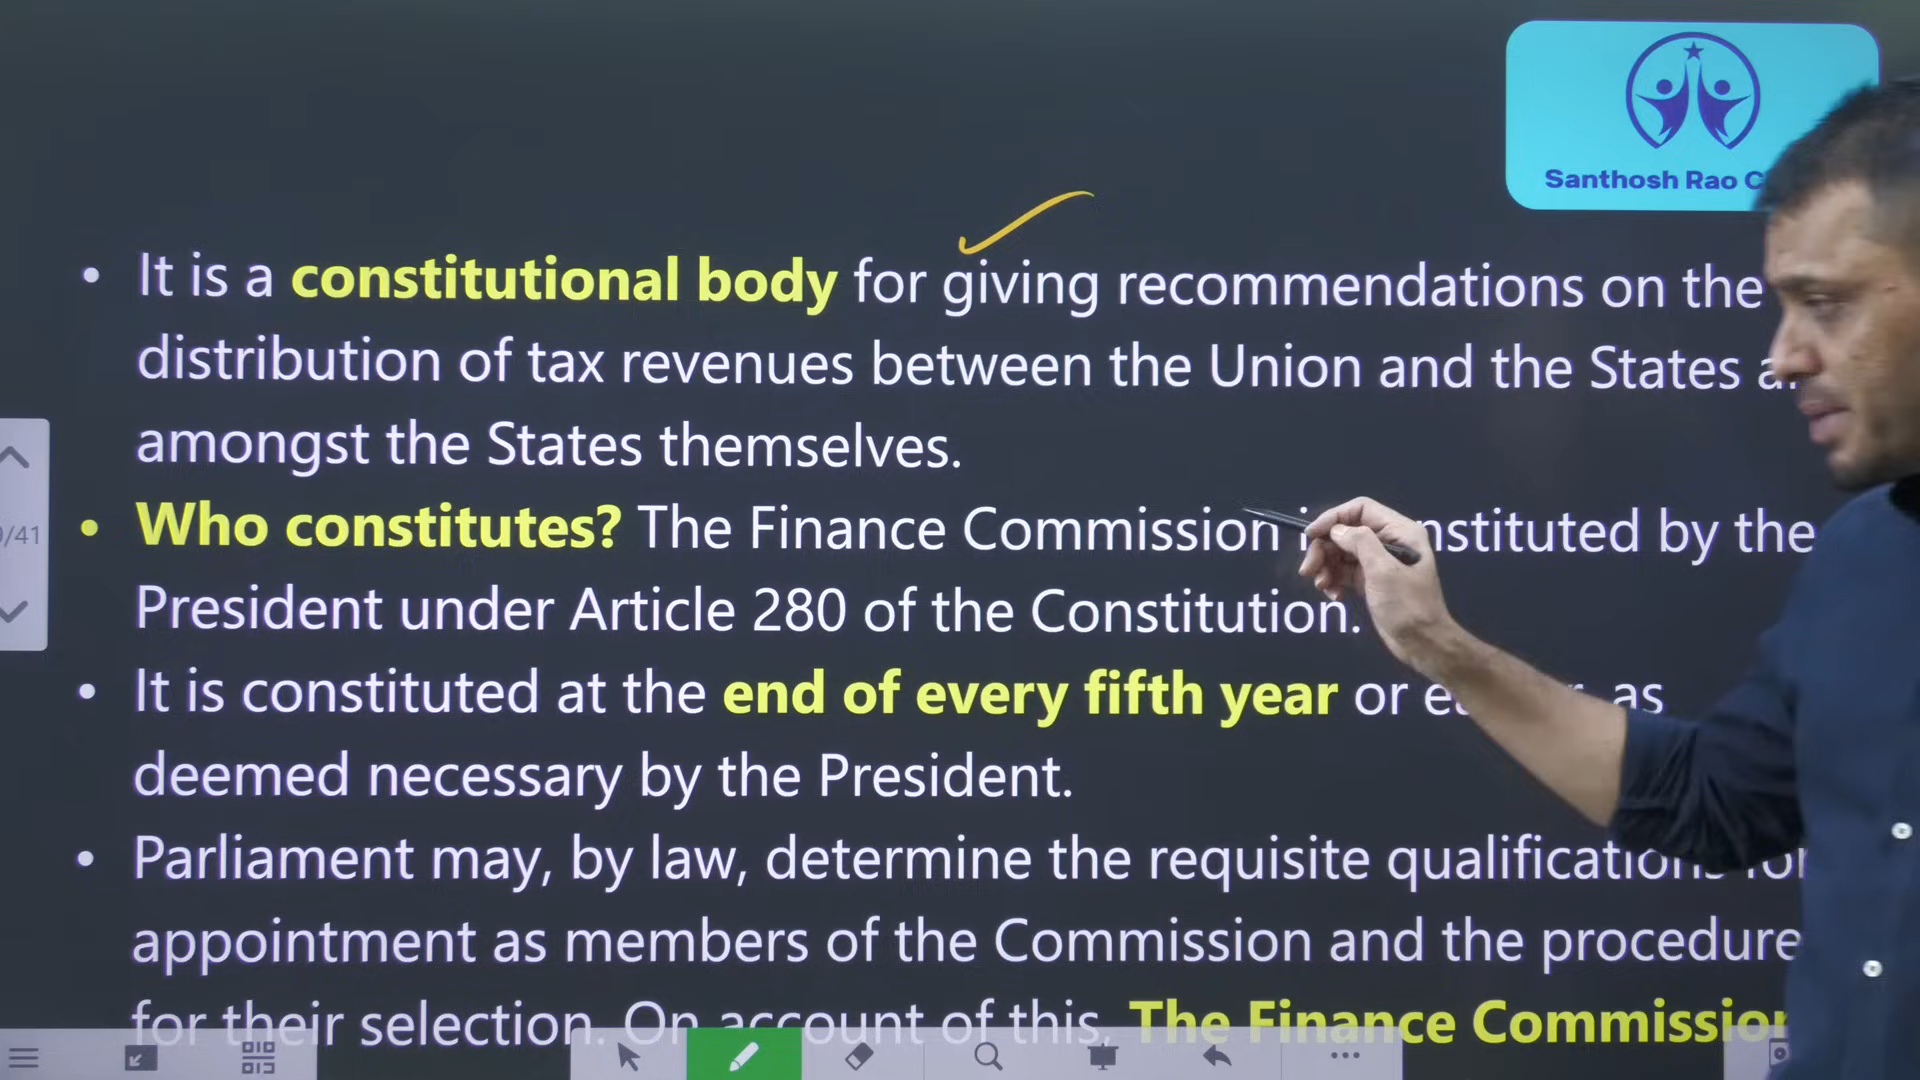 Santhosh Rao
• It is a constitutional body for giving recommendations on the
distribution of tax revenues between the Union and the States
amongst the States themselves.
• Who constitutes? The Finance Commission by the
President under Article 280 of the Constitution.
• It is constituted at the end of every fifth year or as
deemed necessary by the President.
• Parliament may, by law, determine the requisite qualifications for
appointment as members of the Commission and the procedure
for their selection. On account of this, The Finance Commission
/41